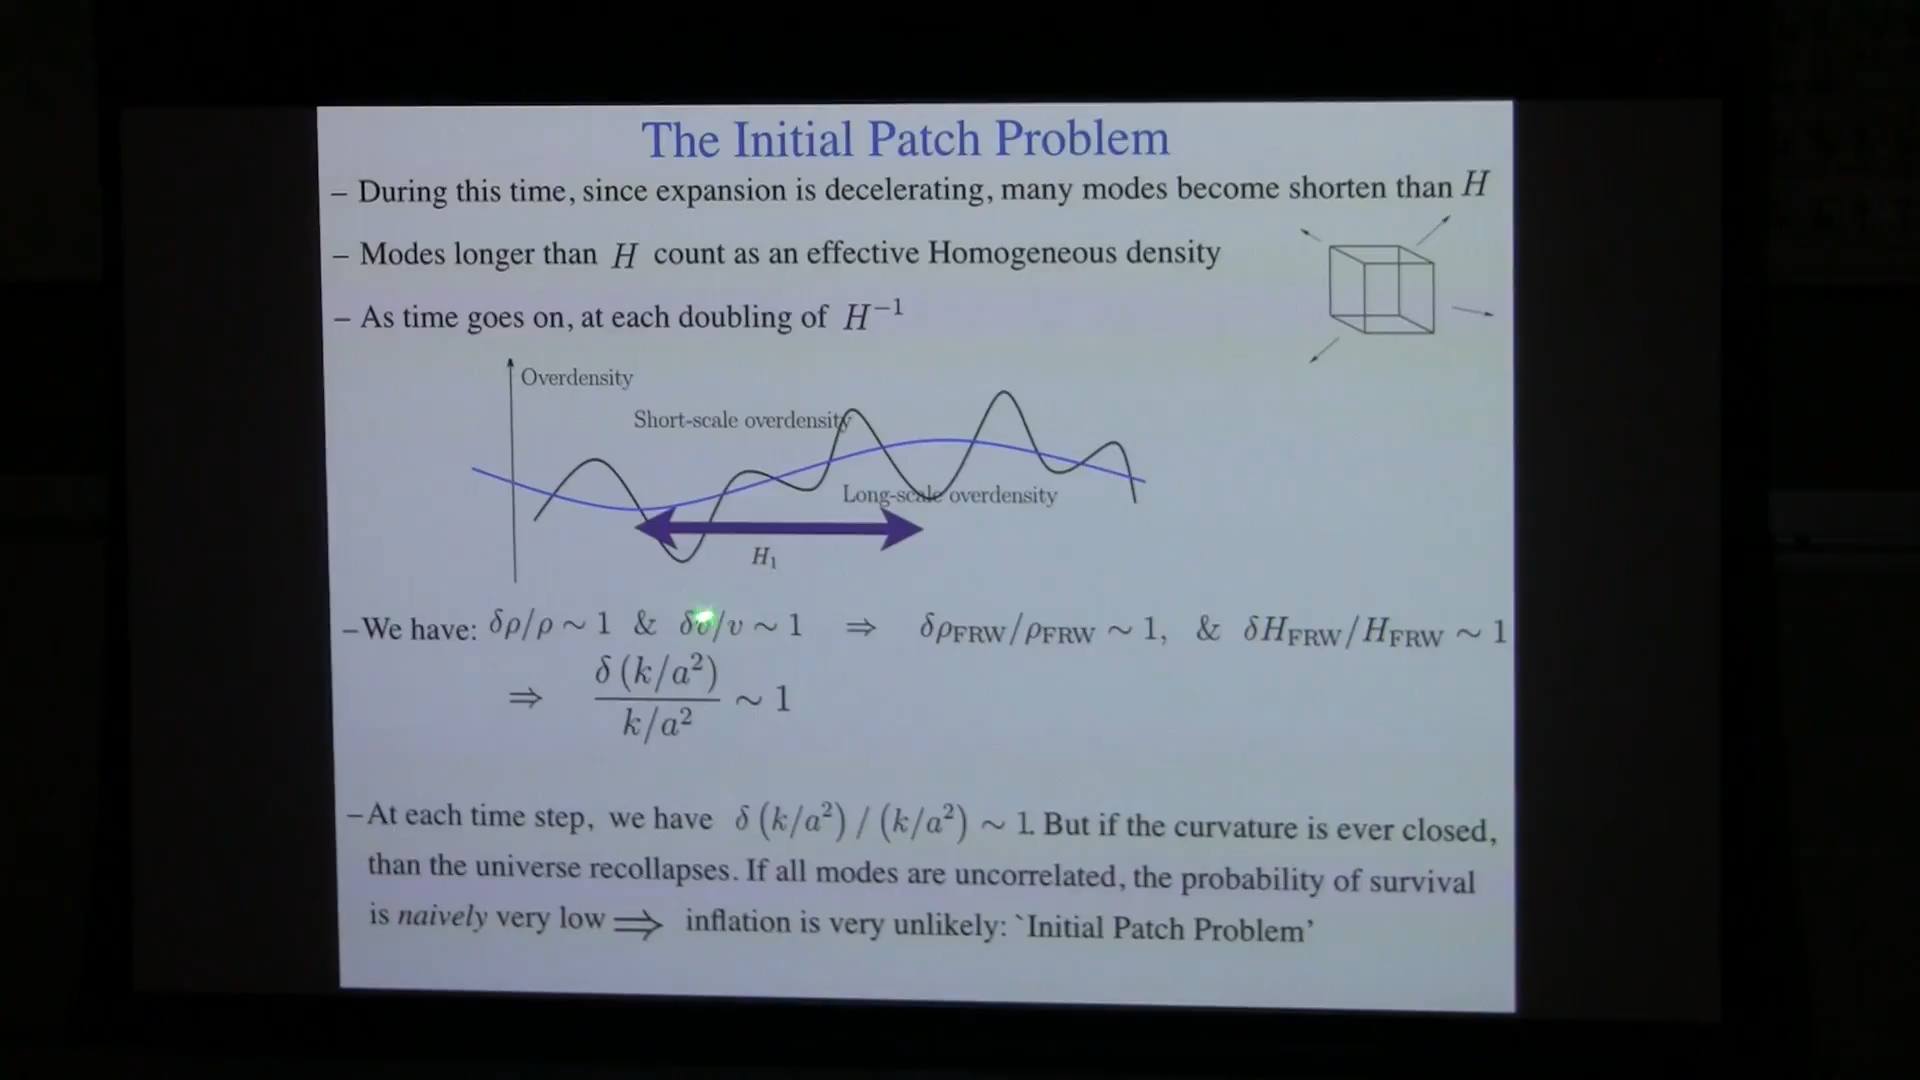 The Initial Patch Problem
– During this time, since expansion is decelerating, many modes become shorten than H
– Modes longer than H count as an effective Homogeneous density
– As time goes on, at each doubling of H⁻¹
Overdensity
Short-scale overdensity
Long-scale overdensity
H₁
– We have: δρ/ρ ~ 1 & δv/v ~ 1 ⇒ δρFRW/ρFRW ~ 1, & δHFRW/HFRW ~ 1
⇒ δ(k/a²) / k/a² ~ 1
– At each time step, we have δ(k/a²)/(k/a²) ~ 1. But if the curvature is ever closed,
than the universe recollapses. If all modes are uncorrelated, the probability of survival
is naively very low ⟹ inflation is very unlikely: `Initial Patch Problem'